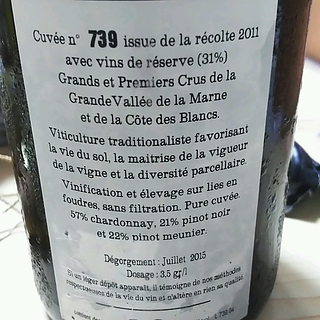 Cuvée n° 739 issue de la récolte 2011
avec vins de réserve (31%)
Grands et Premiers Crus de la
GrandeVallée de la Marne
et de la Côte des Blancs.
Viticulture traditionaliste favorisant
la vie du sol, la maitrise de la vigueur
de la vigne et la diversité parcellaire.
Vinification et élevage sur lies en
foudres, sans filtration. Pure cuvée.
57% chardonnay, 21% pinot noir
et 22% pinot meunier.
Dégorgement : Juillet 2015
Dosage : 3,5 gr/l
Si un léger dépôt apparaît, il témoigne de nos méthodes
respectueuses de la vie du vin et n'altère en rien sa qualité